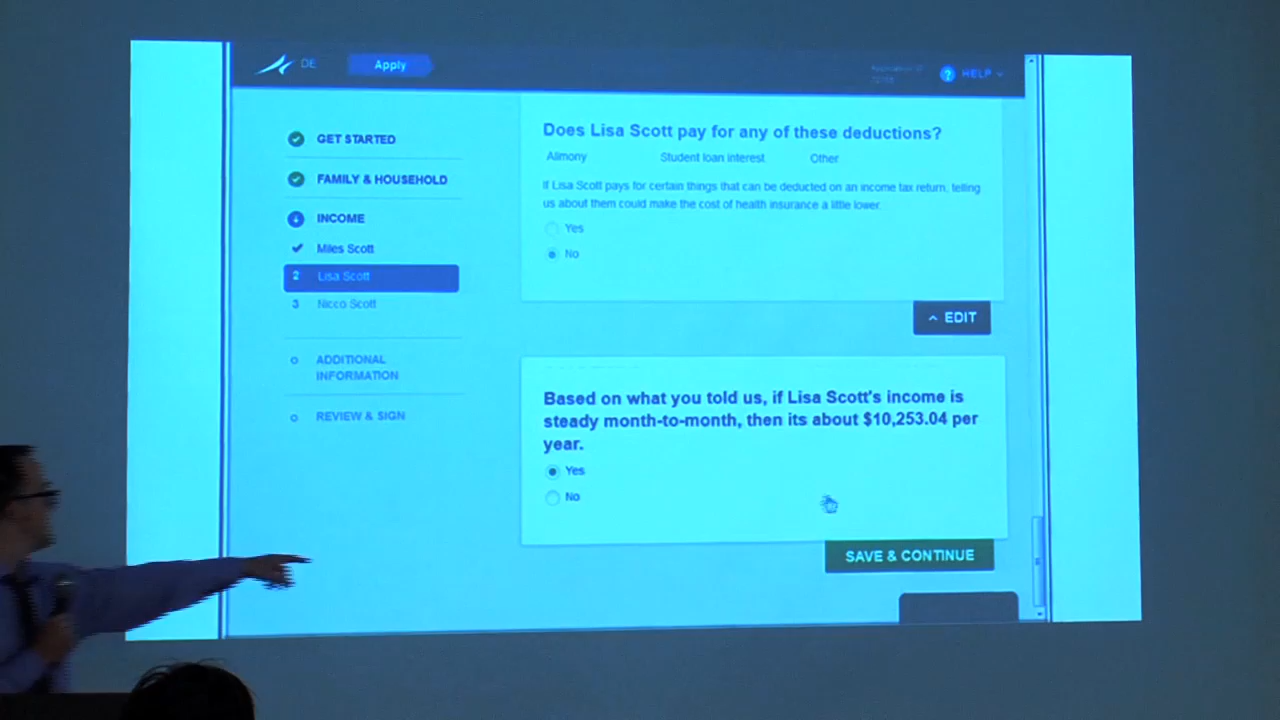 DE
Apply
? HELP
GET STARTED
FAMILY & HOUSEHOLD
INCOME
Miles Scott
2 Lisa Scott
3 Nicco Scott
ADDITIONAL
INFORMATION
REVIEW & SIGN
Does Lisa Scott pay for any of these deductions?
Alimony Student loan interest Other
If Lisa Scott pays for certain things that can be deducted on an income tax return, telling
us about them could make the cost of health insurance a little lower.
Yes
No
EDIT
Based on what you told us, if Lisa Scott's income is
steady month-to-month, then its about $10,253.04 per
year.
Yes
No
SAVE & CONTINUE